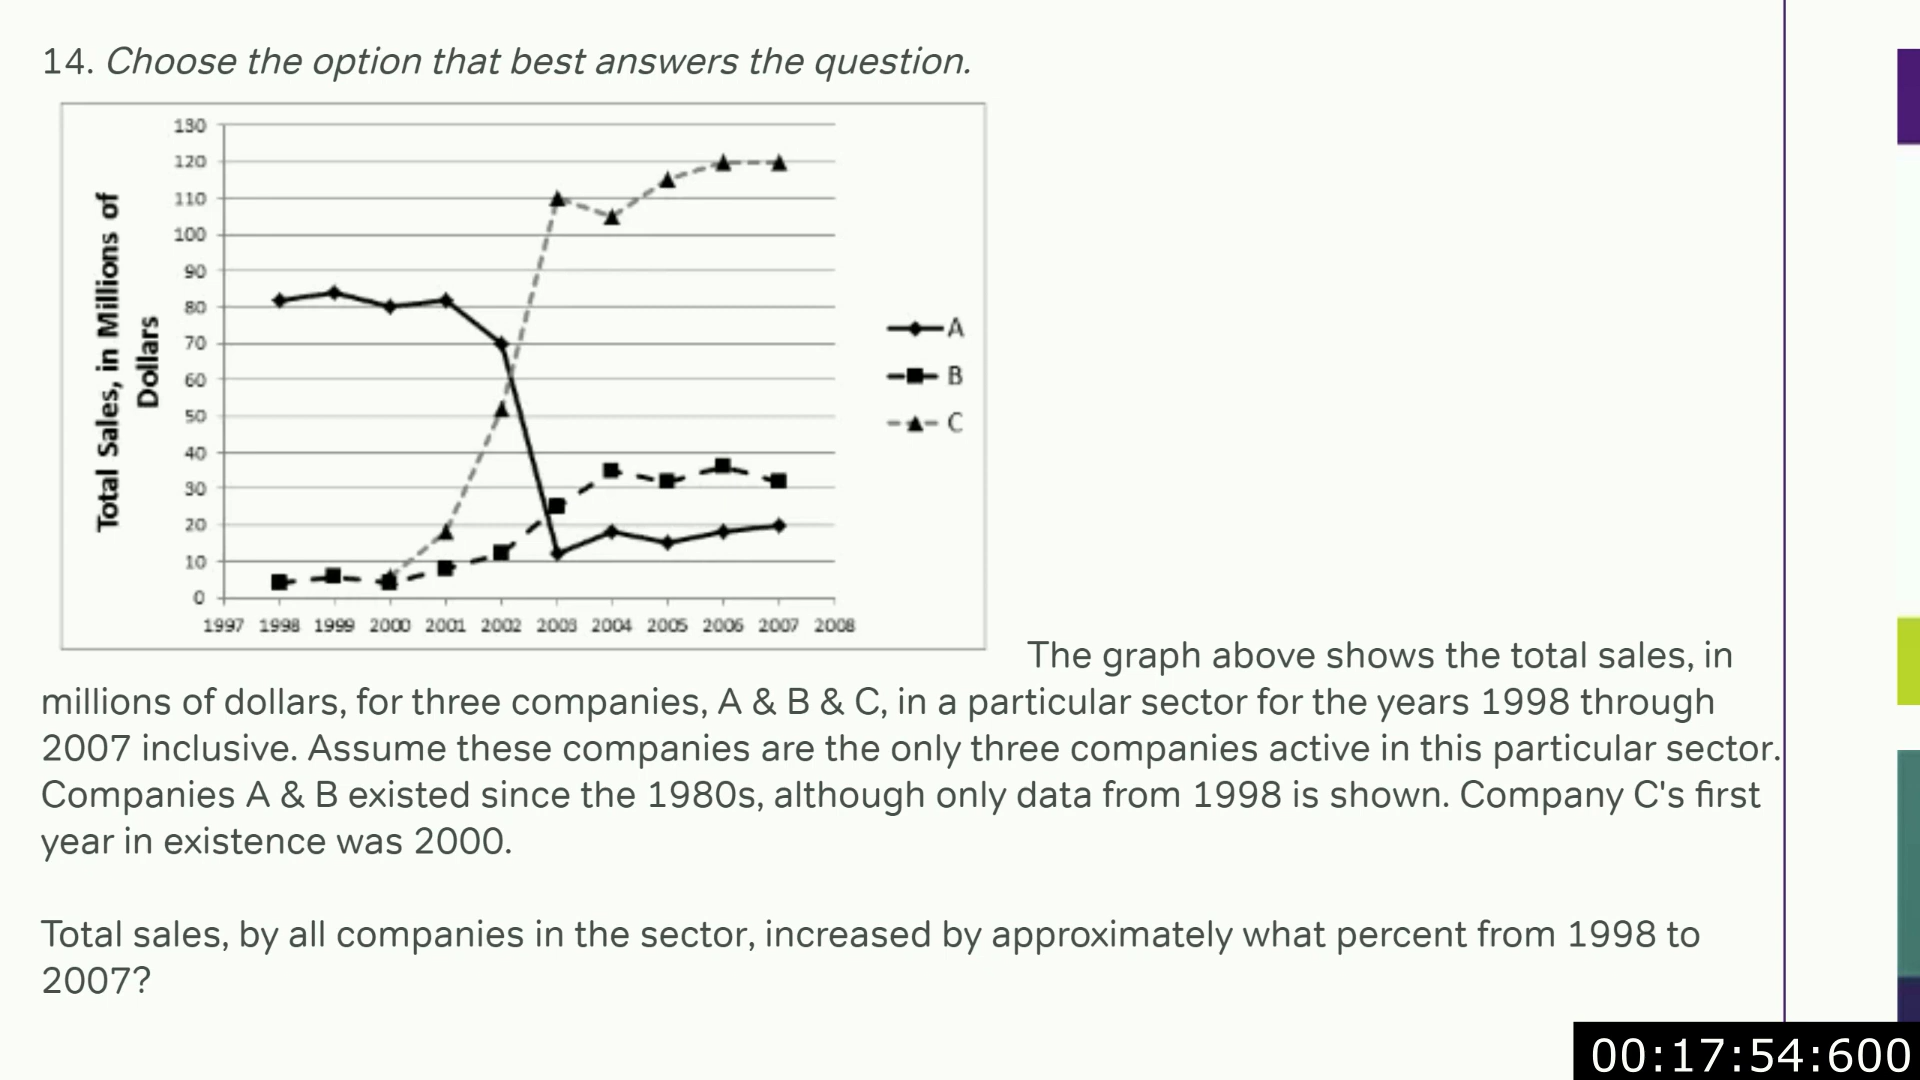 14. Choose the option that best answers the question.
130
120
110
100
90
80
70
60
50
40
30
20
10
0
Total Sales, in Millions of
Dollars
1997 1998 1999 2000 2001 2002 2003 2004 2005 2006 2007 2008
A
B
C
The graph above shows the total sales, in
millions of dollars, for three companies, A & B & C, in a particular sector for the years 1998 through
2007 inclusive. Assume these companies are the only three companies active in this particular sector.
Companies A & B existed since the 1980s, although only data from 1998 is shown. Company C's first
year in existence was 2000.
Total sales, by all companies in the sector, increased by approximately what percent from 1998 to
2007?
00:17:54:600